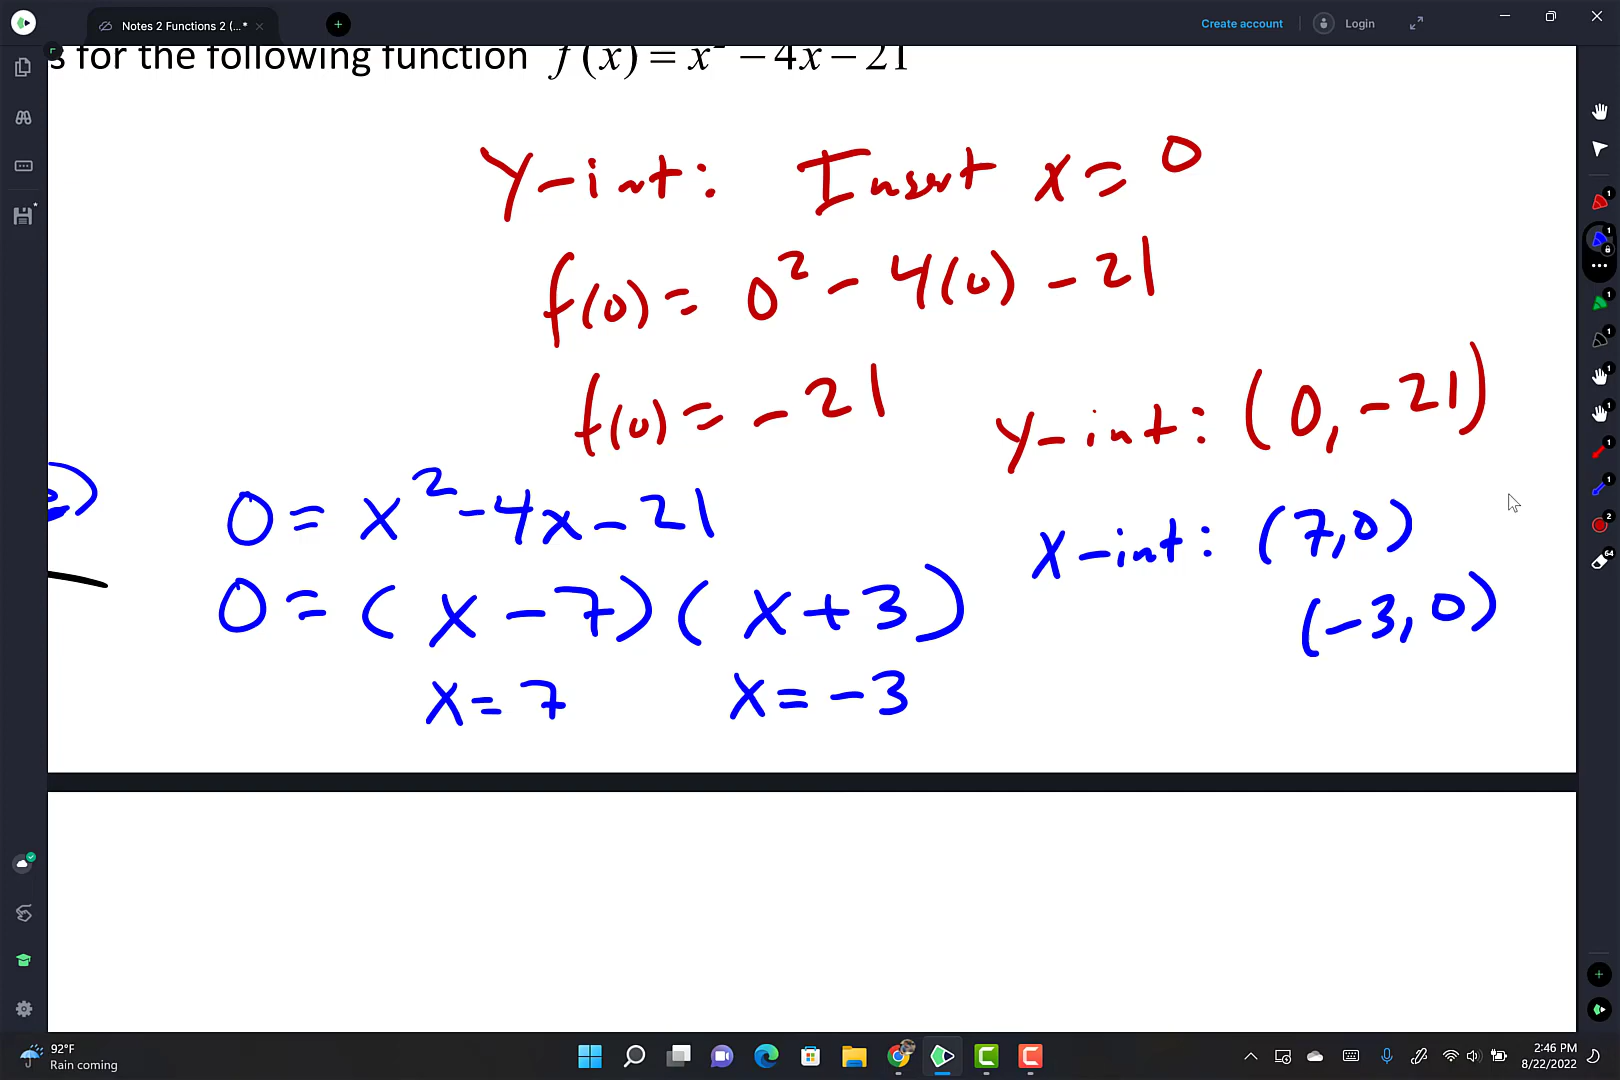 Notes 2 Functions 2 (...*
Create account
Login
s for the following function f(x) = x² − 4x − 21
Y-int: Insert x = 0
f(0) = 0² - 4(0) - 21
f(0) = -21
Y-int: (0, -21)
0 = x² - 4x - 21
X-int: (7,0)
0 = (x - 7)(x + 3)
(-3, 0)
x = 7 x = -3
92°F
Rain coming
2:46 PM
8/22/2022